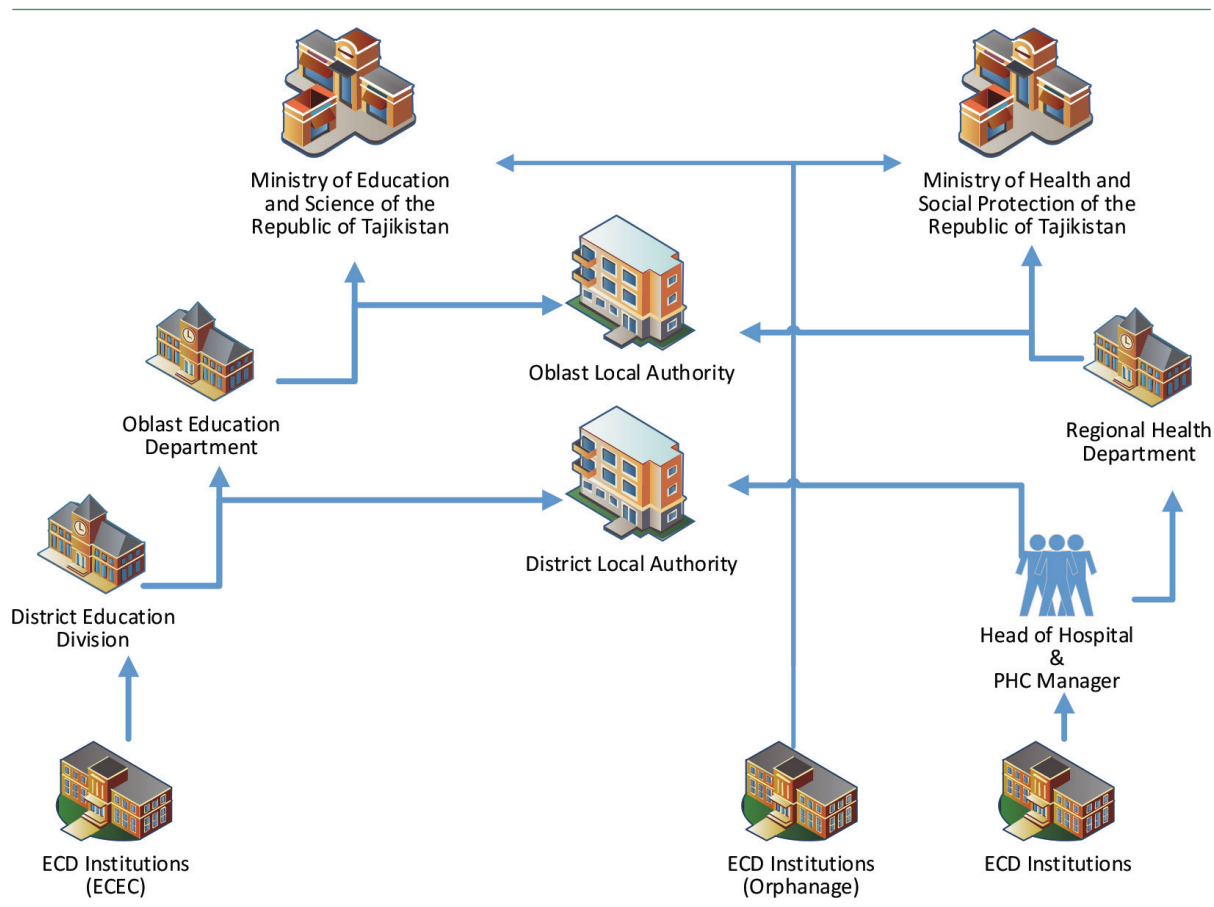 Ministry of Education
and Science of the
Republic of Tajikistan
Ministry of Health and
Social Protection of the
Republic of Tajikistan
Oblast Local Authority
Oblast Education
Department
Regional Health
Department
District Local Authority
District Education
Division
Head of Hospital
&
PHC Manager
ECD Institutions
(ECEC)
ECD Institutions
(Orphanage)
ECD Institutions